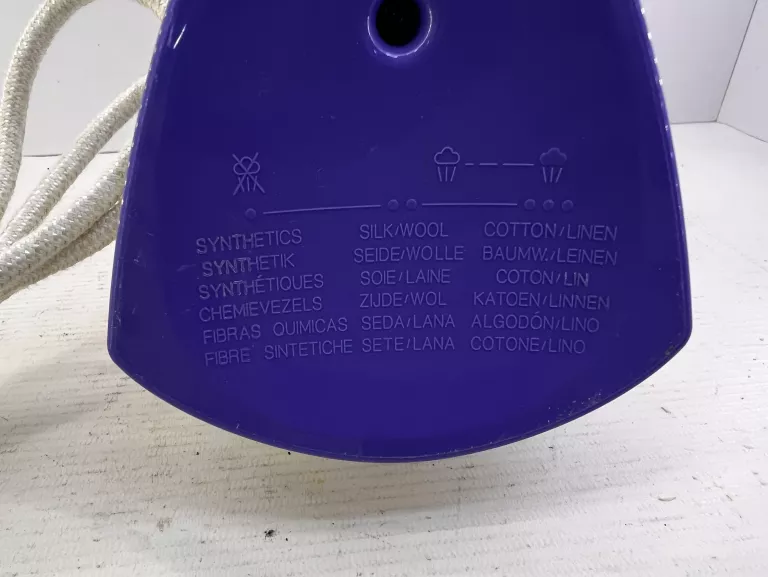 SYNTHETICS SILK/WOOL COTTON/LINEN
SYNTHETIK SEIDE/WOLLE BAUMW./LEINEN
SYNTHÉTIQUES SOIE/LAINE COTON/LIN
CHEMIEVEZELS ZIJDE/WOL KATOEN/LINNEN
FIBRAS QUIMICAS SEDA/LANA ALGODÓN/LINO
FIBRE SINTETICHE SETE/LANA COTONE/LINO